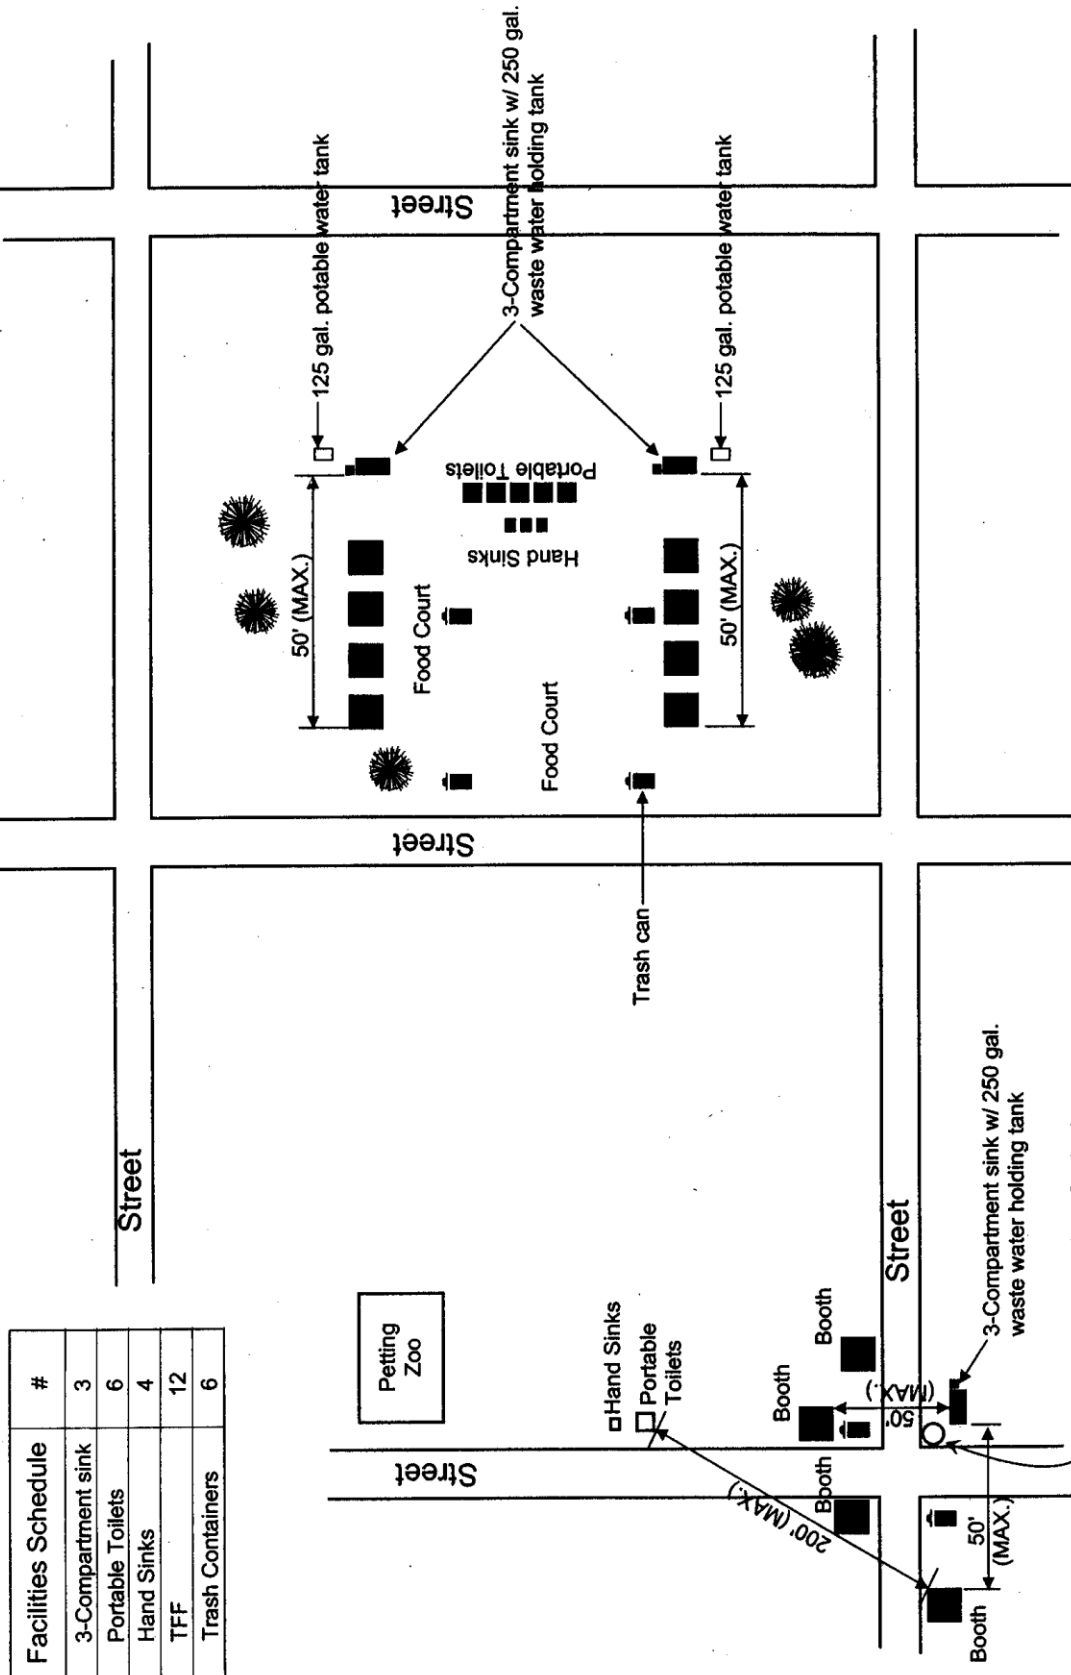 Facilities Schedule #
3-Compartment sink 3
Portable Toilets 6
Hand Sinks 4
TFF 12
Trash Containers 6
Street
Street
Street
Street
Street
Petting
Zoo
Hand Sinks
Portable
Toilets
200' (MAX.)
Booth
Booth
Booth
Booth
50'
(MAX.)
50'
(MAX.)
3-Compartment sink w/ 250 gal.
waste water holding tank
Trash can
Food Court
Food Court
50' (MAX.)
50' (MAX.)
Hand Sinks
Portable Toilets
125 gal. potable water tank
125 gal. potable water tank
3-Compartment sink w/ 250 gal.
waste water holding tank